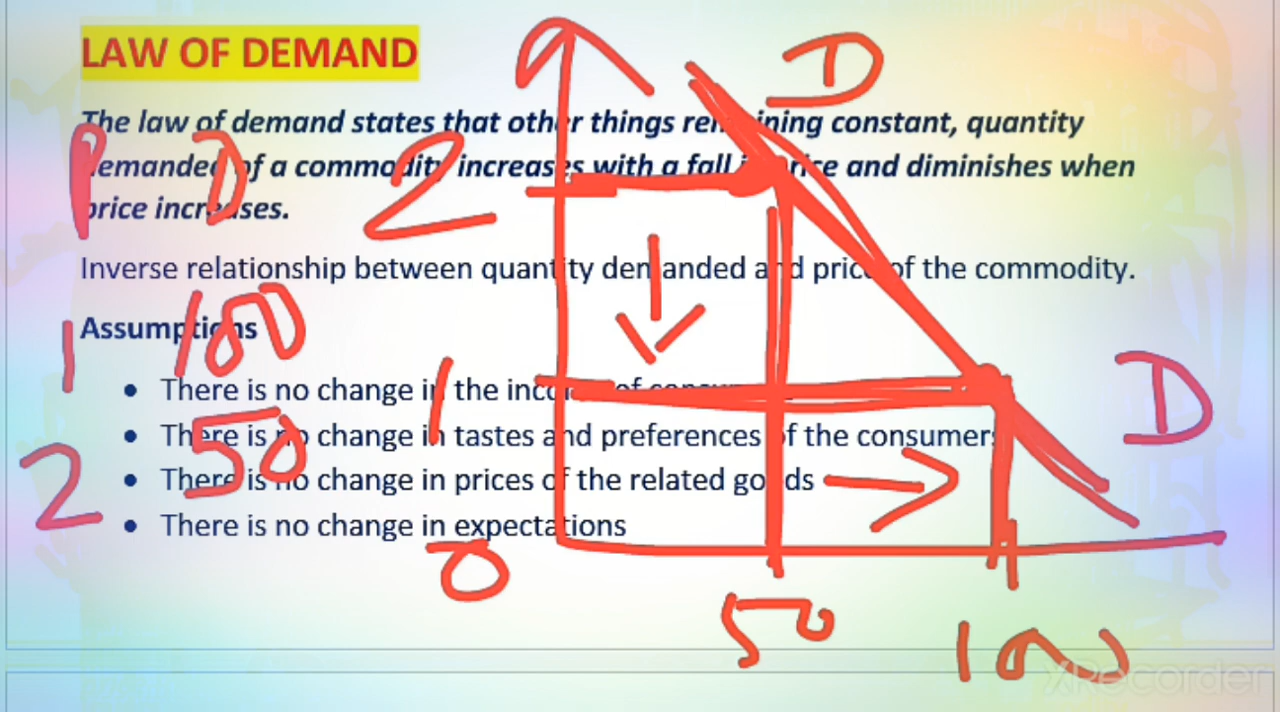 LAW OF DEMAND
The law of demand states that other things remaining constant, quantity
demanded of a commodity increases with a fall in price and diminishes when
price increases.
Inverse relationship between quantity demanded and price of the commodity.
Assumptions
• There is no change in the income of consumer
• There is no change in tastes and preferences of the consumers
• There is no change in prices of the related goods
• There is no change in expectations
P D
1 100
2 50
D
2
1
D
0
50
100
XRecorder